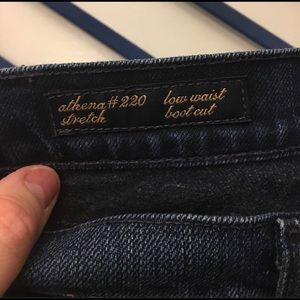 athena #220
stretch
low waist
boot cut